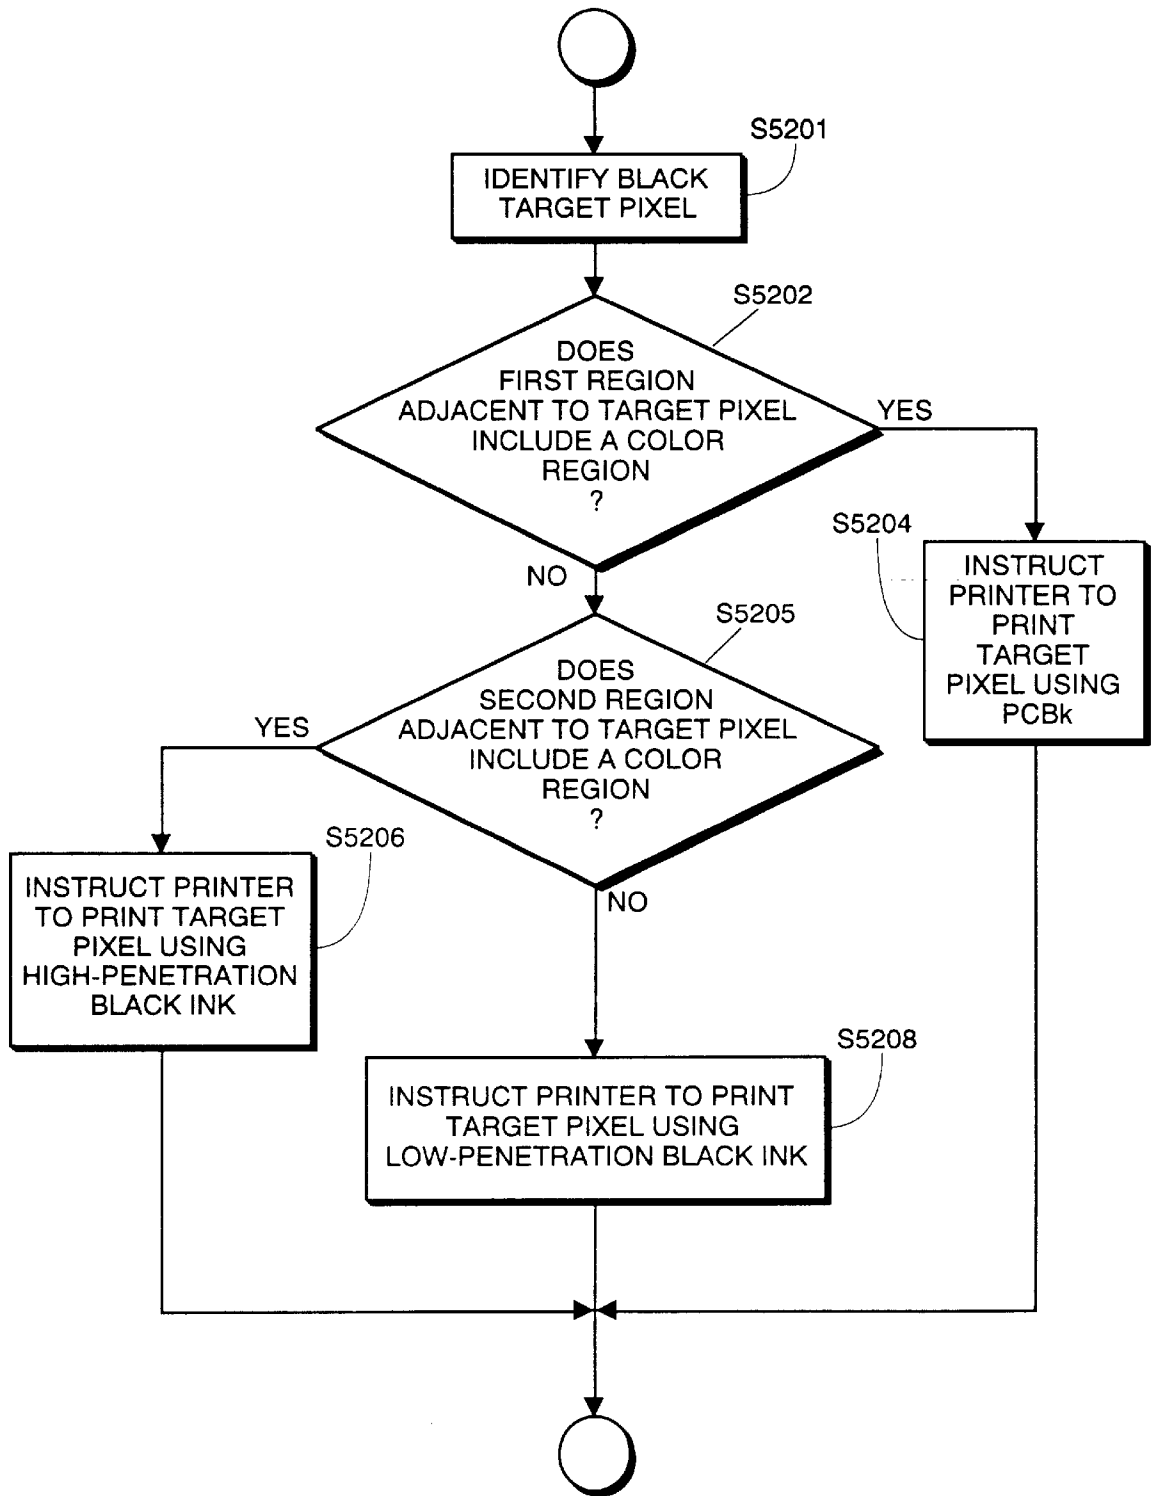 S5201
IDENTIFY BLACK
TARGET PIXEL
S5202
DOES
FIRST REGION
ADJACENT TO TARGET PIXEL
INCLUDE A COLOR
REGION
?
YES
NO
S5204
INSTRUCT
PRINTER TO
PRINT
TARGET
PIXEL USING
PCBk
S5205
DOES
SECOND REGION
ADJACENT TO TARGET PIXEL
INCLUDE A COLOR
REGION
?
YES
NO
S5206
INSTRUCT PRINTER
TO PRINT TARGET
PIXEL USING
HIGH-PENETRATION
BLACK INK
S5208
INSTRUCT PRINTER TO PRINT
TARGET PIXEL USING
LOW-PENETRATION BLACK INK